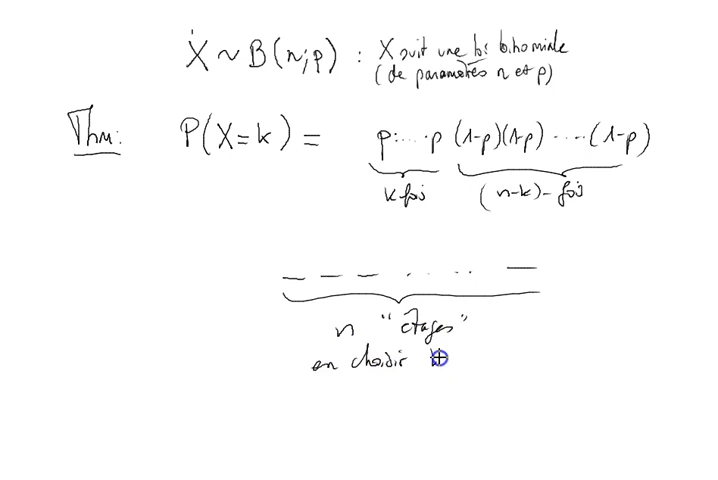 X ~ B(n;p) : X suit une loi binomiale
(de paramètres n et p)
Thm: P(X=k) = p·...·p (1-p)(1-p) ····(1-p)
k fois (n-k)-fois
n "étages"
en choisir k